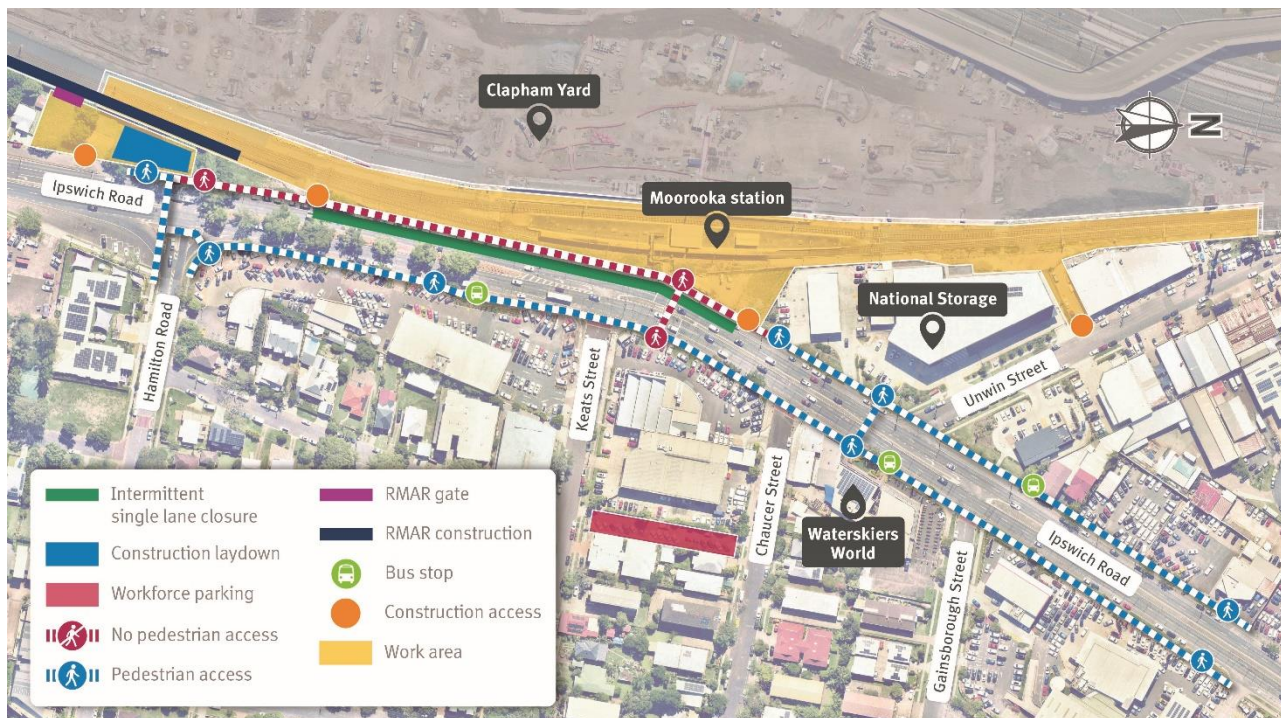 Clapham Yard
N
Moorooka station
Ipswich Road
National Storage
Hamilton Road
Keats Street
Unwin Street
Chaucer Street
Waterskiers
World
Gainsborough Street
Ipswich Road
Intermittent
single lane closure
Construction laydown
Workforce parking
No pedestrian access
Pedestrian access
RMAR gate
RMAR construction
Bus stop
Construction access
Work area